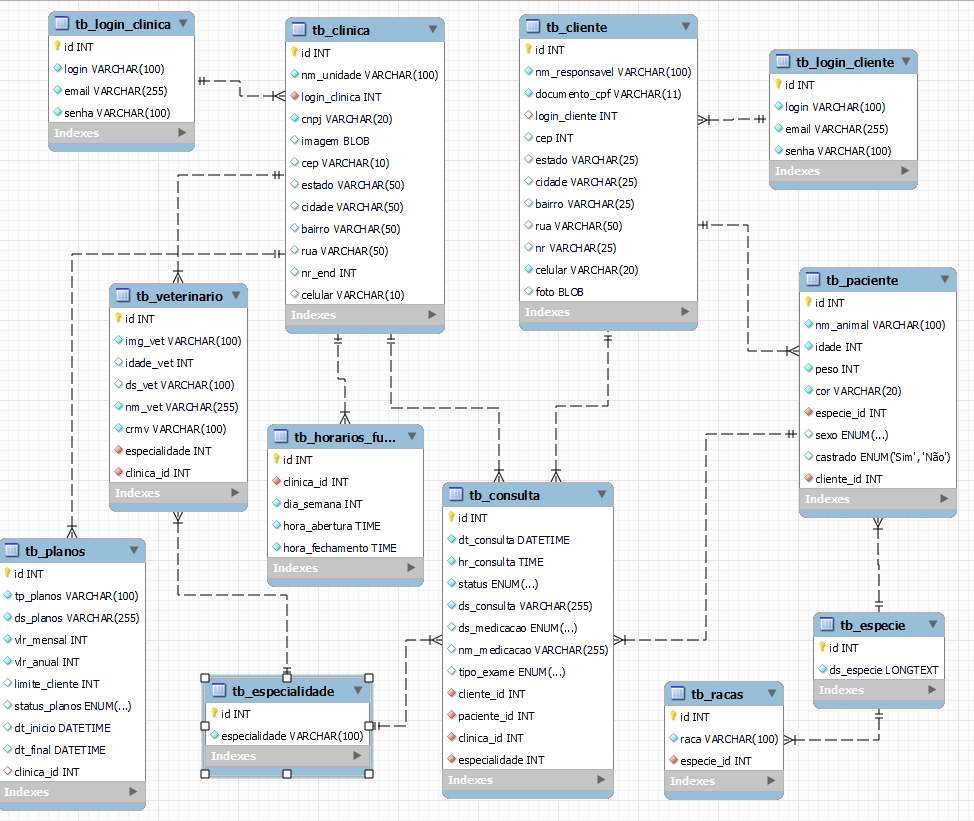 tb_login_clinica
id INT
login VARCHAR(100)
email VARCHAR(255)
senha VARCHAR(100)
Indexes
tb_clinica
id INT
nm_unidade VARCHAR(100)
login_clinica INT
cnpj VARCHAR(20)
imagem BLOB
cep VARCHAR(10)
estado VARCHAR(50)
cidade VARCHAR(50)
bairro VARCHAR(50)
rua VARCHAR(50)
nr_end INT
celular VARCHAR(10)
Indexes
tb_cliente
id INT
nm_responsavel VARCHAR(100)
documento_cpf VARCHAR(11)
login_cliente INT
cep INT
estado VARCHAR(25)
cidade VARCHAR(25)
bairro VARCHAR(25)
rua VARCHAR(50)
nr VARCHAR(25)
celular VARCHAR(20)
foto BLOB
Indexes
tb_login_cliente
id INT
login VARCHAR(100)
email VARCHAR(255)
senha VARCHAR(100)
Indexes
tb_veterinario
id INT
img_vet VARCHAR(100)
idade_vet INT
ds_vet VARCHAR(100)
nm_vet VARCHAR(255)
crmv VARCHAR(100)
especialidade INT
clinica_id INT
Indexes
tb_paciente
id INT
nm_animal VARCHAR(100)
idade INT
peso INT
cor VARCHAR(20)
especie_id INT
sexo ENUM(...)
castrado ENUM('Sim', 'Não')
cliente_id INT
Indexes
tb_horarios_fu...
id INT
clinica_id INT
dia_semana INT
hora_abertura TIME
hora_fechamento TIME
Indexes
tb_consulta
id INT
dt_consulta DATETIME
hr_consulta TIME
status ENUM(...)
ds_consulta VARCHAR(255)
ds_medicacao ENUM(...)
nm_medicacao VARCHAR(255)
tipo_exame ENUM(...)
cliente_id INT
paciente_id INT
clinica_id INT
especialidade INT
Indexes
tb_planos
id INT
tp_planos VARCHAR(100)
ds_planos VARCHAR(255)
vlr_mensal INT
vlr_anual INT
limite_cliente INT
status_planos ENUM(...)
dt_inicio DATETIME
dt_final DATETIME
clinica_id INT
Indexes
tb_especialidade
id INT
especialidade VARCHAR(100)
Indexes
tb_especie
id INT
ds_especie LONGTEXT
Indexes
tb_racas
id INT
raca VARCHAR(100)
especie_id INT
Indexes